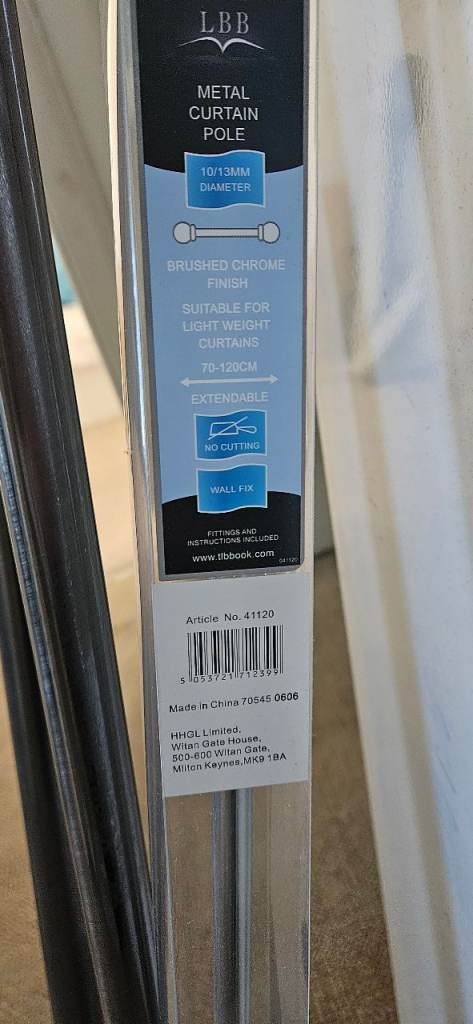 LBB
METAL
CURTAIN
POLE
10/13MM
DIAMETER
BRUSHED CHROME
FINISH
SUITABLE FOR
LIGHT WEIGHT
CURTAINS
70-120CM
EXTENDABLE
NO CUTTING
WALL FIX
FITTINGS AND
INSTRUCTIONS INCLUDED
www.tlbbook.com
041120
Article No. 41120
5 053721 712399
Made in China 70545 0606
HHGL Limited,
Witan Gate House,
500-600 Witan Gate,
Milton Keynes,MK9 1BA